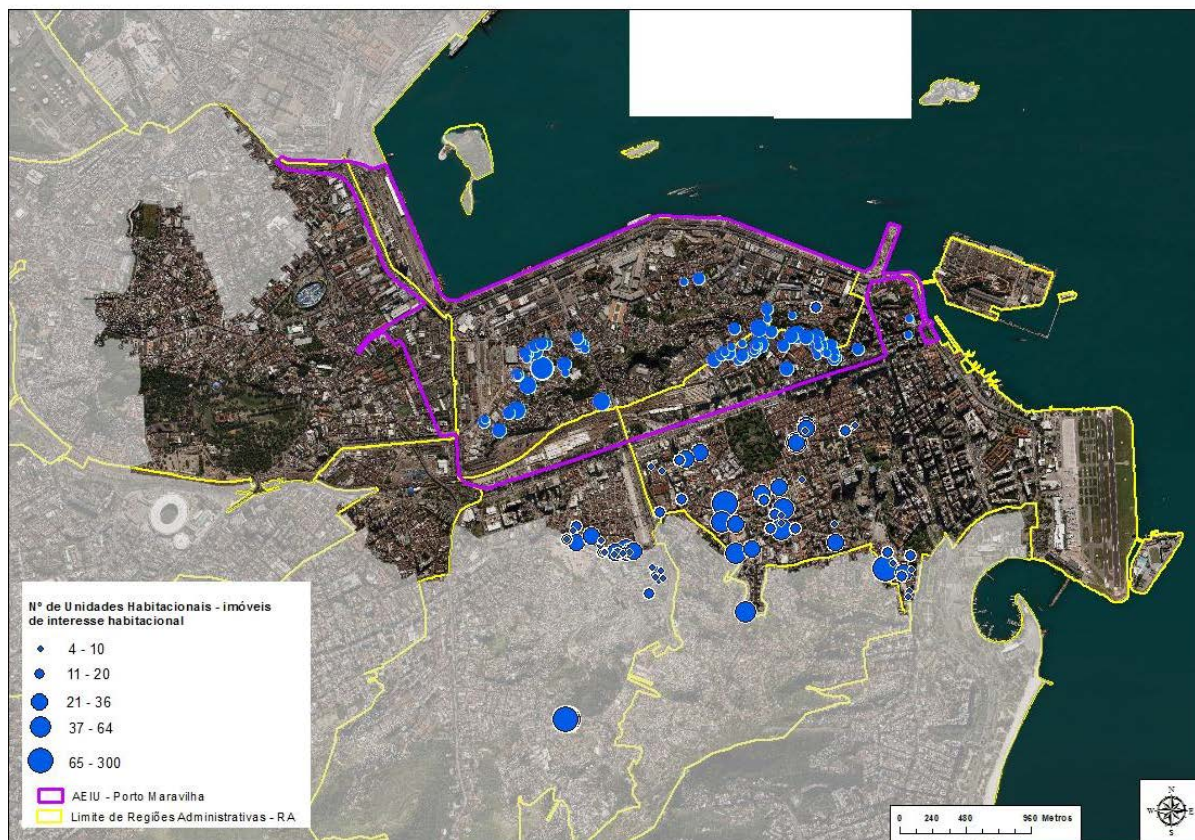 Nº de Unidades Habitacionais - imóveis
de interesse habitacional
4 - 10
11 - 20
21 - 36
37 - 64
65 - 300
AEIU - Porto Maravilha
Limite de Regiões Administrativas - RA
0 240 480 960 Metros
N
W E
S